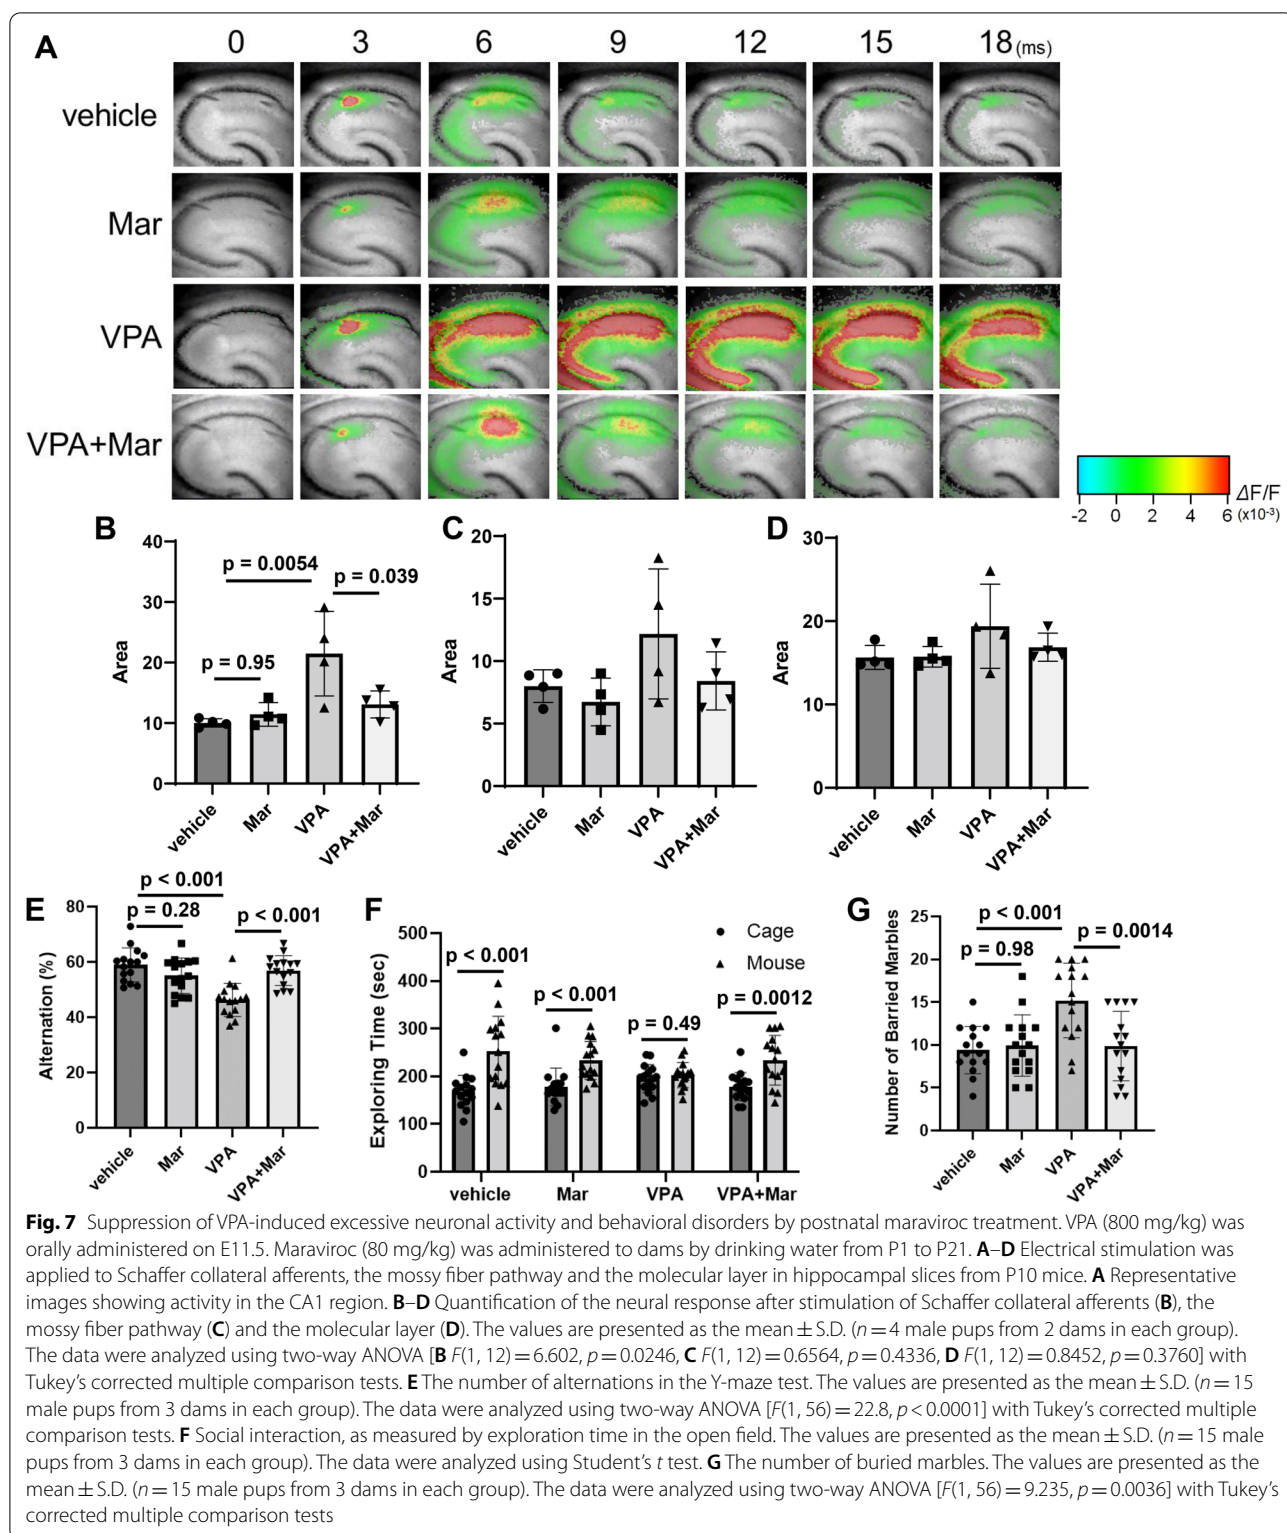 A 0 3 6 9 12 15 18 (ms)
vehicle
Mar
VPA
VPA+Mar
ΔF/F
-2 0 2 4 6 (x10⁻³)
B
Area
40
30
20
10
0
p = 0.0054
p = 0.039
p = 0.95
vehicle Mar VPA VPA+Mar
C
Area
20
15
10
5
0
vehicle Mar VPA VPA+Mar
D
Area
30
20
10
0
vehicle Mar VPA VPA+Mar
E
Alternation (%)
80
60
40
20
0
p < 0.001
p = 0.28
p < 0.001
vehicle Mar VPA VPA+Mar
F
Exploring Time (sec)
500
400
300
200
100
0
Cage
Mouse
p < 0.001
p < 0.001
p = 0.49
p = 0.0012
vehicle Mar VPA VPA+Mar
G
Number of Barried Marbles
25
20
15
10
5
0
p < 0.001
p = 0.98
p = 0.0014
vehicle Mar VPA VPA+Mar
Fig. 7 Suppression of VPA-induced excessive neuronal activity and behavioral disorders by postnatal maraviroc treatment. VPA (800 mg/kg) was
orally administered on E11.5. Maraviroc (80 mg/kg) was administered to dams by drinking water from P1 to P21. A–D Electrical stimulation was
applied to Schaffer collateral afferents, the mossy fiber pathway and the molecular layer in hippocampal slices from P10 mice. A Representative
images showing activity in the CA1 region. B–D Quantification of the neural response after stimulation of Schaffer collateral afferents (B), the
mossy fiber pathway (C) and the molecular layer (D). The values are presented as the mean ± S.D. (n = 4 male pups from 2 dams in each group).
The data were analyzed using two-way ANOVA [B F(1, 12) = 6.602, p = 0.0246, C F(1, 12) = 0.6564, p = 0.4336, D F(1, 12) = 0.8452, p = 0.3760] with
Tukey's corrected multiple comparison tests. E The number of alternations in the Y-maze test. The values are presented as the mean ± S.D. (n = 15
male pups from 3 dams in each group). The data were analyzed using two-way ANOVA [F(1, 56) = 22.8, p < 0.0001] with Tukey's corrected multiple
comparison tests. F Social interaction, as measured by exploration time in the open field. The values are presented as the mean ± S.D. (n = 15 male
pups from 3 dams in each group). The data were analyzed using Student's t test. G The number of buried marbles. The values are presented as the
mean ± S.D. (n = 15 male pups from 3 dams in each group). The data were analyzed using two-way ANOVA [F(1, 56) = 9.235, p = 0.0036] with Tukey's
corrected multiple comparison tests